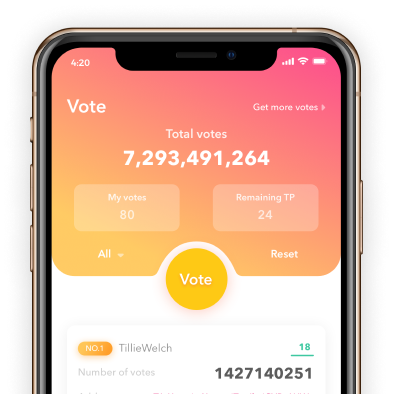 4:20
Vote
Get more votes
Total votes
7,293,491,264
My votes
Remaining TP
80
24
All
Reset
Vote
NO.1
TillieWelch
18
Number of votes
1427140251